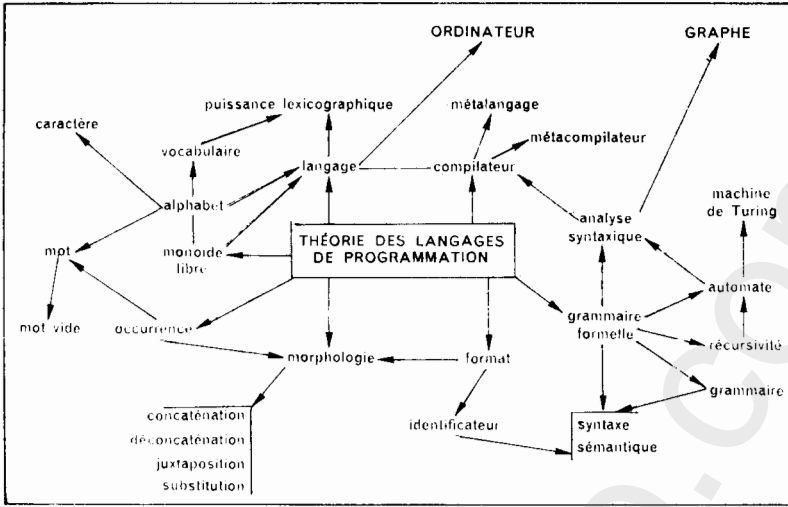 ORDINATEUR
GRAPHE
puissance lexicographique
métalangage
caractère
métacompilateur
vocabulaire
langage
compilateur
machine
de Turing
alphabet
analyse
syntaxique
THÉORIE DES LANGAGES
DE PROGRAMMATION
mot
monoïde
libre
automate
grammaire
formelle
mot vide
occurrence
récursivité
morphologie
format
grammaire
concaténation
identificateur
syntaxe
déconcaténation
sémantique
juxtaposition
substitution